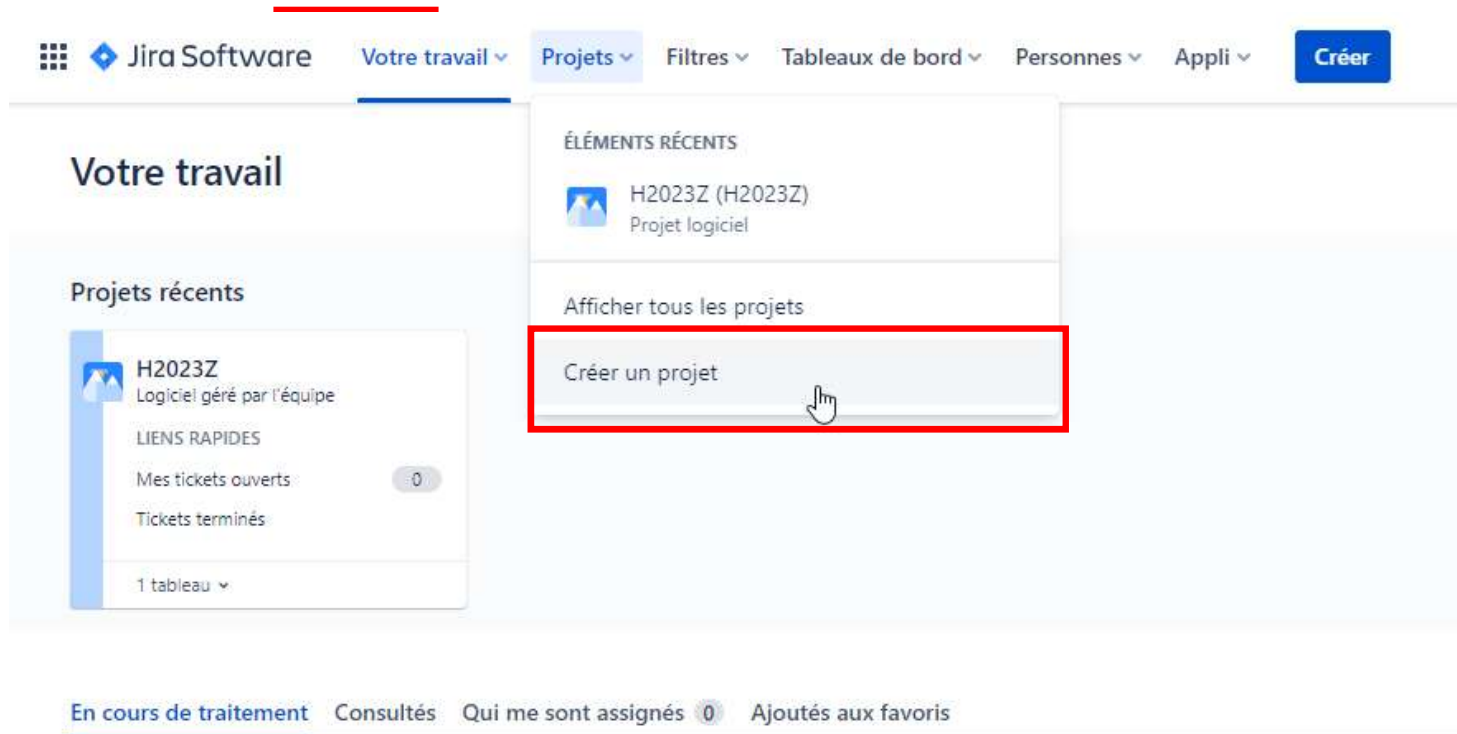 Jira Software Votre travail Projets Filtres Tableaux de bord Personnes Appli Créer
Votre travail
ÉLÉMENTS RÉCENTS
H2023Z (H2023Z)
Projet logiciel
Afficher tous les projets
Créer un projet
Projets récents
H2023Z
Logiciel géré par l'équipe
LIENS RAPIDES
Mes tickets ouverts 0
Tickets terminés
1 tableau
En cours de traitement Consultés Qui me sont assignés 0 Ajoutés aux favoris